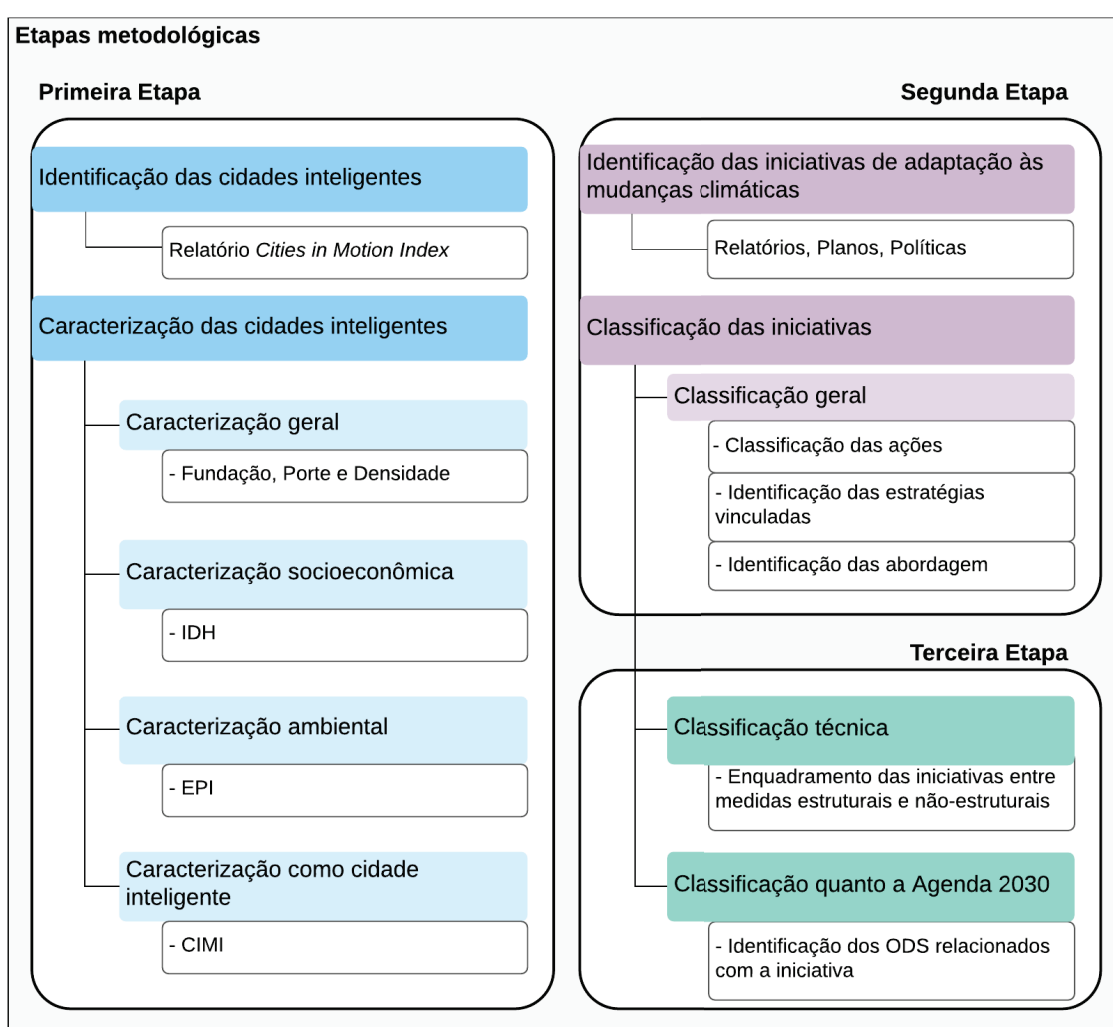 Etapas metodológicas
Primeira Etapa
Identificação das cidades inteligentes
Relatório Cities in Motion Index
Caracterização das cidades inteligentes
Caracterização geral
- Fundação, Porte e Densidade
Caracterização socioeconômica
- IDH
Caracterização ambiental
- EPI
Caracterização como cidade
inteligente
- CIMI
Segunda Etapa
Identificação das iniciativas de adaptação às
mudanças climáticas
Relatórios, Planos, Políticas
Classificação das iniciativas
Classificação geral
- Classificação das ações
- Identificação das estratégias
vinculadas
- Identificação das abordagem
Terceira Etapa
Classificação técnica
- Enquadramento das iniciativas entre
medidas estruturais e não-estruturais
Classificação quanto a Agenda 2030
- Identificação dos ODS relacionados
com a iniciativa